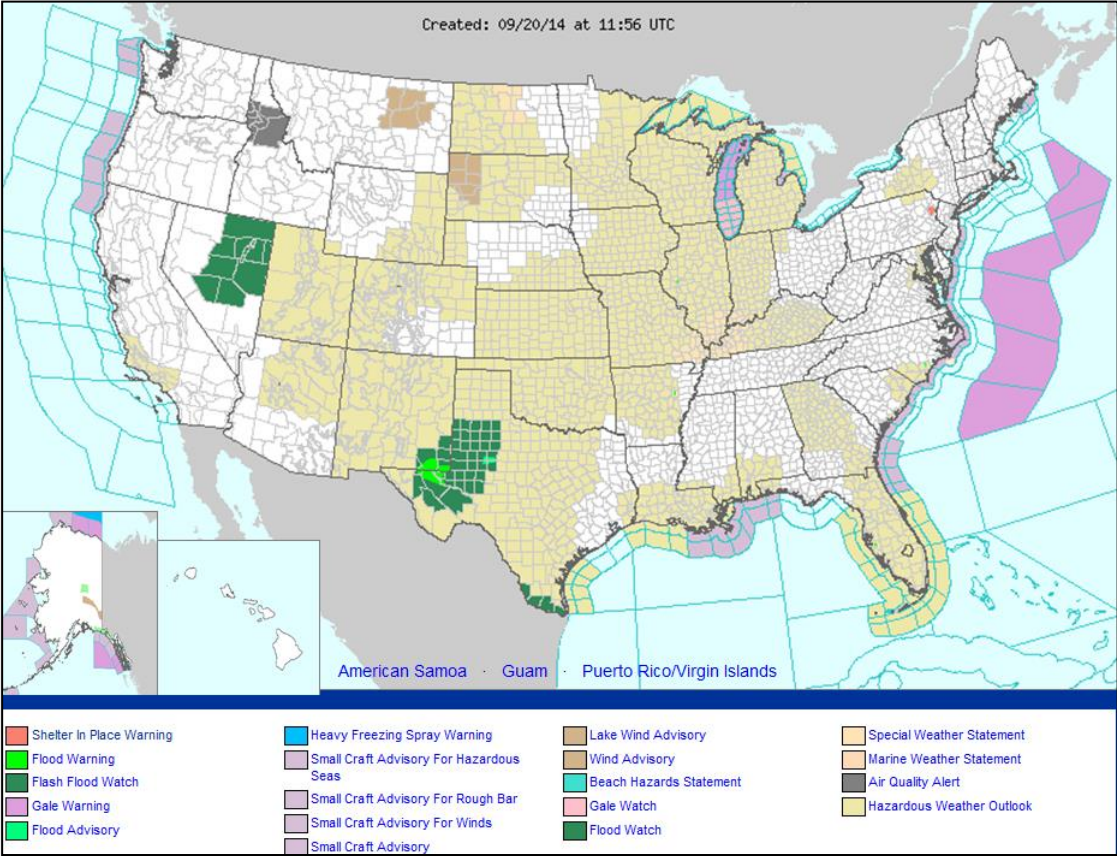 Created: 09/20/14 at 11:56 UTC
American Samoa · Guam · Puerto Rico/Virgin Islands
Shelter In Place Warning
Flood Warning
Flash Flood Watch
Gale Warning
Flood Advisory
Heavy Freezing Spray Warning
Small Craft Advisory For Hazardous
Seas
Small Craft Advisory For Rough Bar
Small Craft Advisory For Winds
Small Craft Advisory
Lake Wind Advisory
Wind Advisory
Beach Hazards Statement
Gale Watch
Flood Watch
Special Weather Statement
Marine Weather Statement
Air Quality Alert
Hazardous Weather Outlook